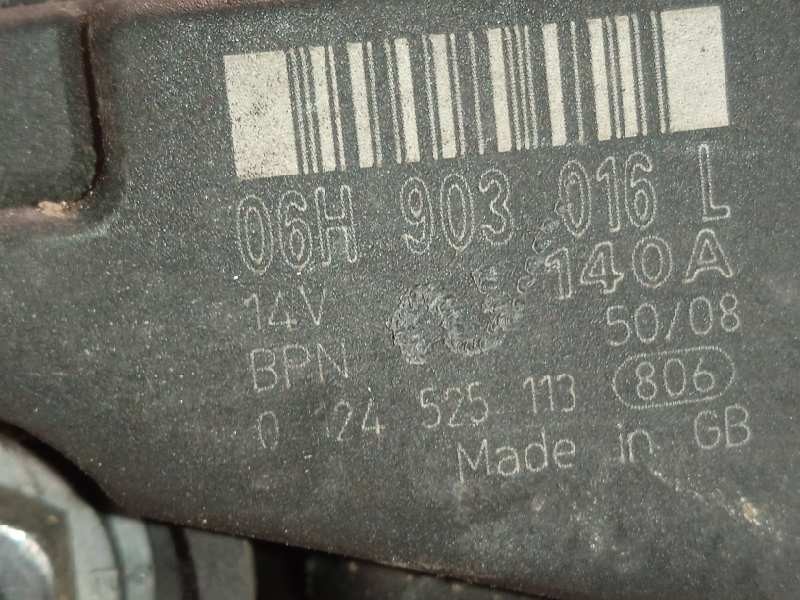 06H 903 016 L
14V 140A
BPN 50/08
0 124 525 113 806
Made in GB